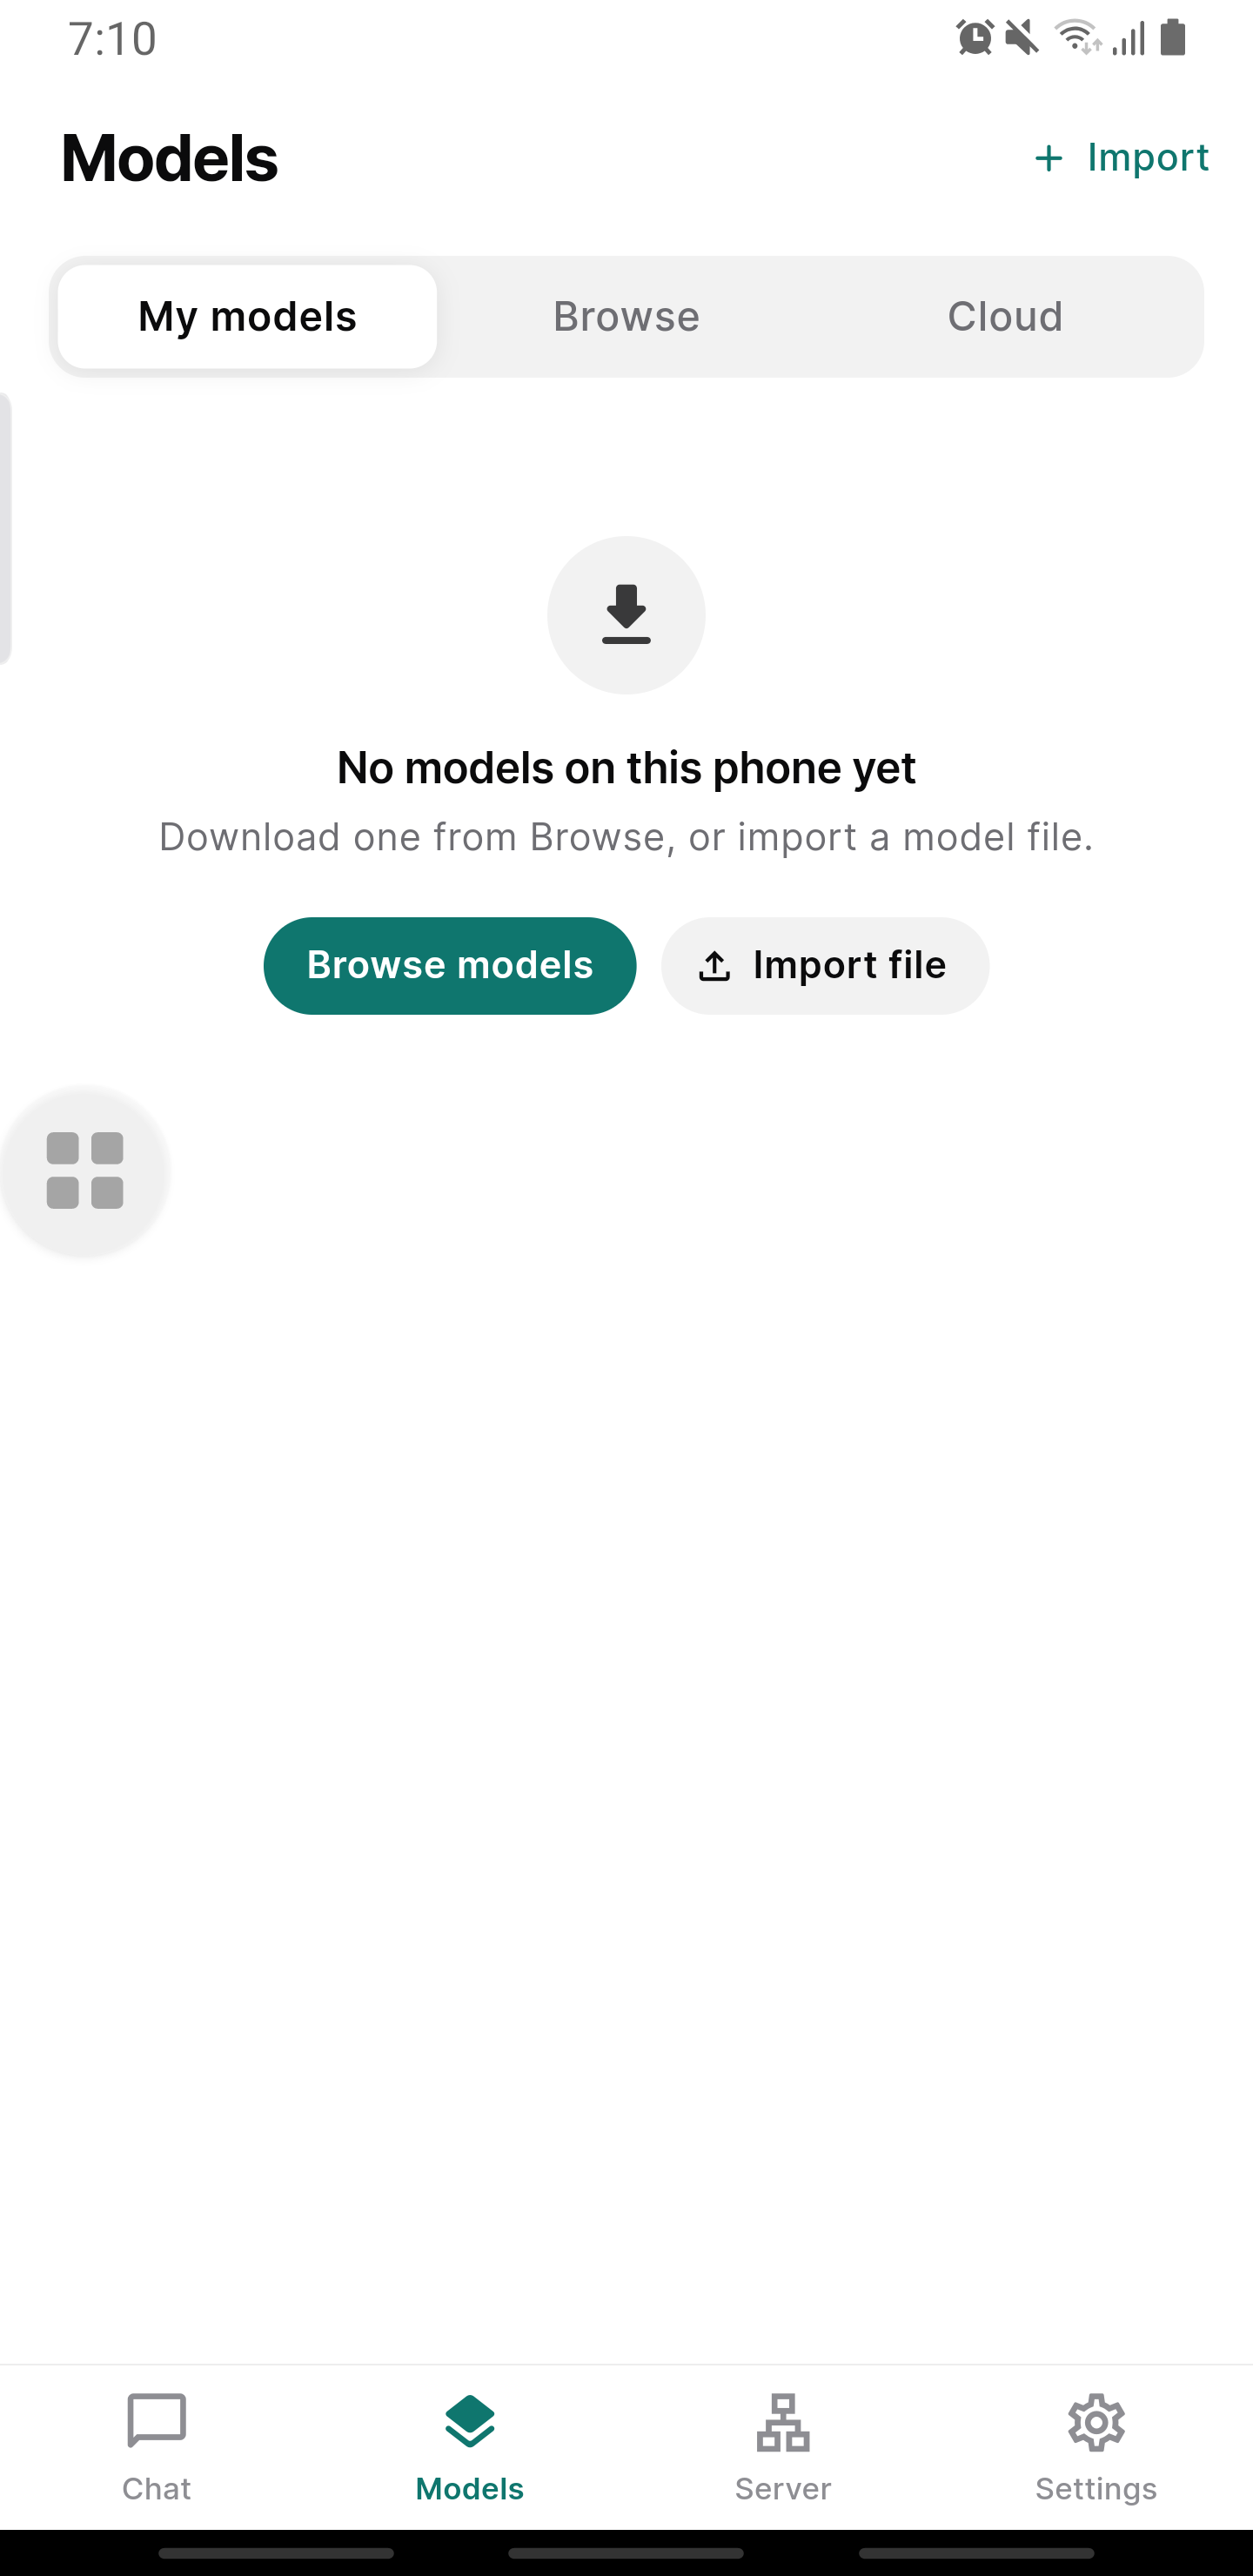 7:10
Models
Import
My models
Browse
Cloud
No models on this phone yet
Download one from Browse, or import a model file.
Browse models
Import file
Chat
Models
Server
Settings